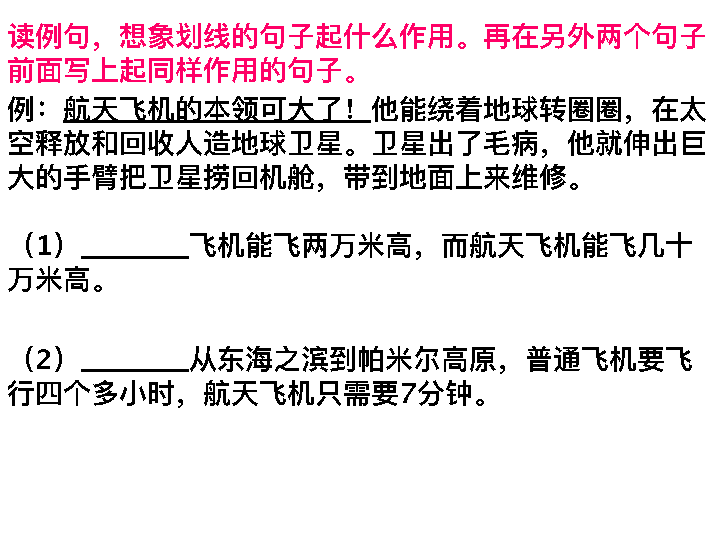 读例句，想象划线的句子起什么作用。再在另外两个句子
前面写上起同样作用的句子。
例：航天飞机的本领可大了！他能绕着地球转圈圈，在太
空释放和回收人造地球卫星。卫星出了毛病，他就伸出巨
大的手臂把卫星捞回机舱，带到地面上来维修。
（1）________飞机能飞两万米高，而航天飞机能飞几十
万米高。
（2）________从东海之滨到帕米尔高原，普通飞机要飞
行四个多小时，航天飞机只需要7分钟。